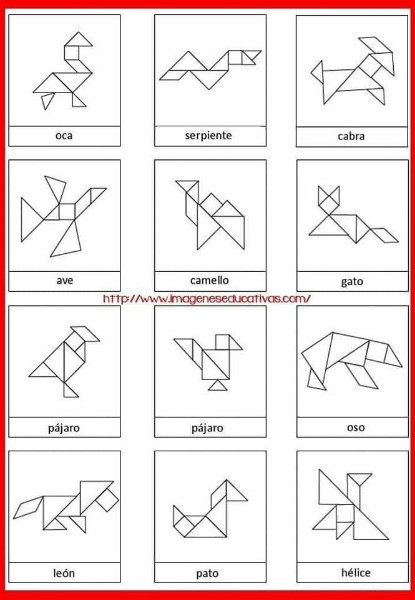 oca
serpiente
cabra
ave
camello
gato
http://www.imageneseducativas.com/
pájaro
pájaro
oso
león
pato
hélice